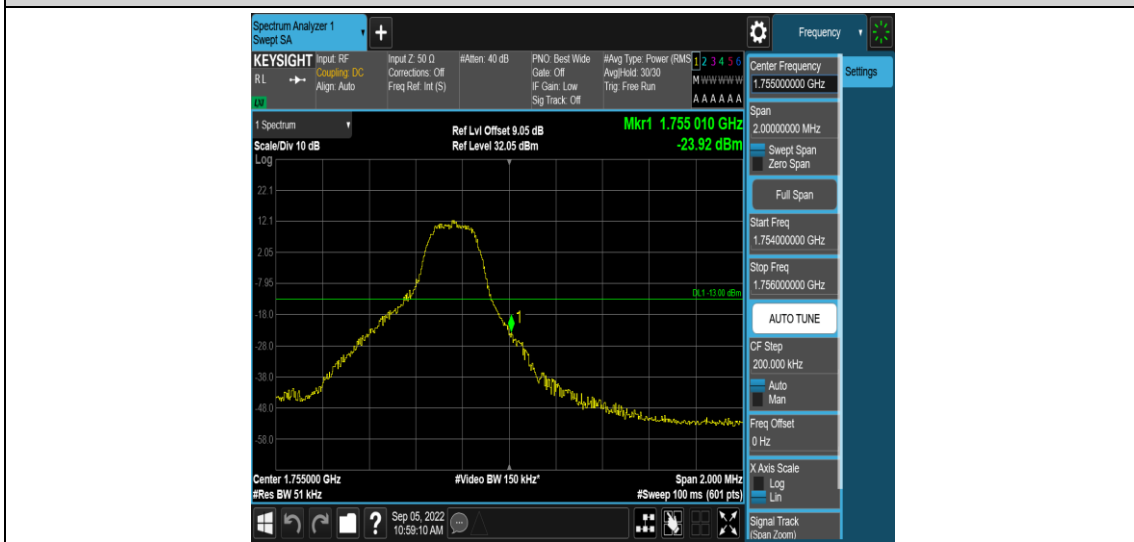 Spectrum Analyzer 1
Swept SA
+
Frequency
KEYSIGHT
RL
LXI
Input: RF
Coupling: DC
Align: Auto
Input Z: 50 Ω
Corrections: Off
Freq Ref: Int (S)
#Atten: 40 dB
PNO: Best Wide
Gate: Off
IF Gain: Low
Sig Track: Off
#Avg Type: Power (RMS
Avg|Hold: 30/30
Trig: Free Run
1 2 3 4 5 6
M W W W W W
A A A A A A
1 Spectrum
Scale/Div 10 dB
Log
Ref Lvl Offset 9.05 dB
Ref Level 32.05 dBm
Mkr1 1.755 010 GHz
-23.92 dBm
22.1
12.1
2.05
-7.95
-18.0
-28.0
-38.0
-48.0
-58.0
DL1 -13.00 dBm
1
Center 1.755000 GHz
#Res BW 51 kHz
#Video BW 150 kHz*
Span 2.000 MHz
#Sweep 100 ms (601 pts)
Center Frequency
1.755000000 GHz
Settings
Span
2.00000000 MHz
Swept Span
Zero Span
Full Span
Start Freq
1.754000000 GHz
Stop Freq
1.756000000 GHz
AUTO TUNE
CF Step
200.000 kHz
Auto
Man
Freq Offset
0 Hz
X Axis Scale
Log
Lin
Signal Track
(Span Zoom)
?
Sep 05, 2022
10:59:10 AM